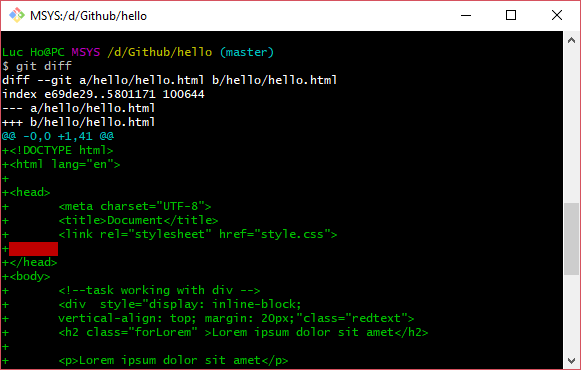 MSYS:/d/Github/hello
Luc Ho@PC MSYS /d/Github/hello (master)
$ git diff
diff --git a/hello/hello.html b/hello/hello.html
index e69de29..5801171 100644
--- a/hello/hello.html
+++ b/hello/hello.html
@@ -0,0 +1,41 @@
+<!DOCTYPE html>
+<html lang="en">
+
+<head>
+       <meta charset="UTF-8">
+       <title>Document</title>
+       <link rel="stylesheet" href="style.css">
+
+</head>
+<body>
+       <!--task working with div -->
+       <div  style="display: inline-block;
+       vertical-align: top; margin: 20px;"class="redtext">
+       <h2 class="forLorem" >Lorem ipsum dolor sit amet</h2>
+
+       <p>Lorem ipsum dolor sit amet</p>